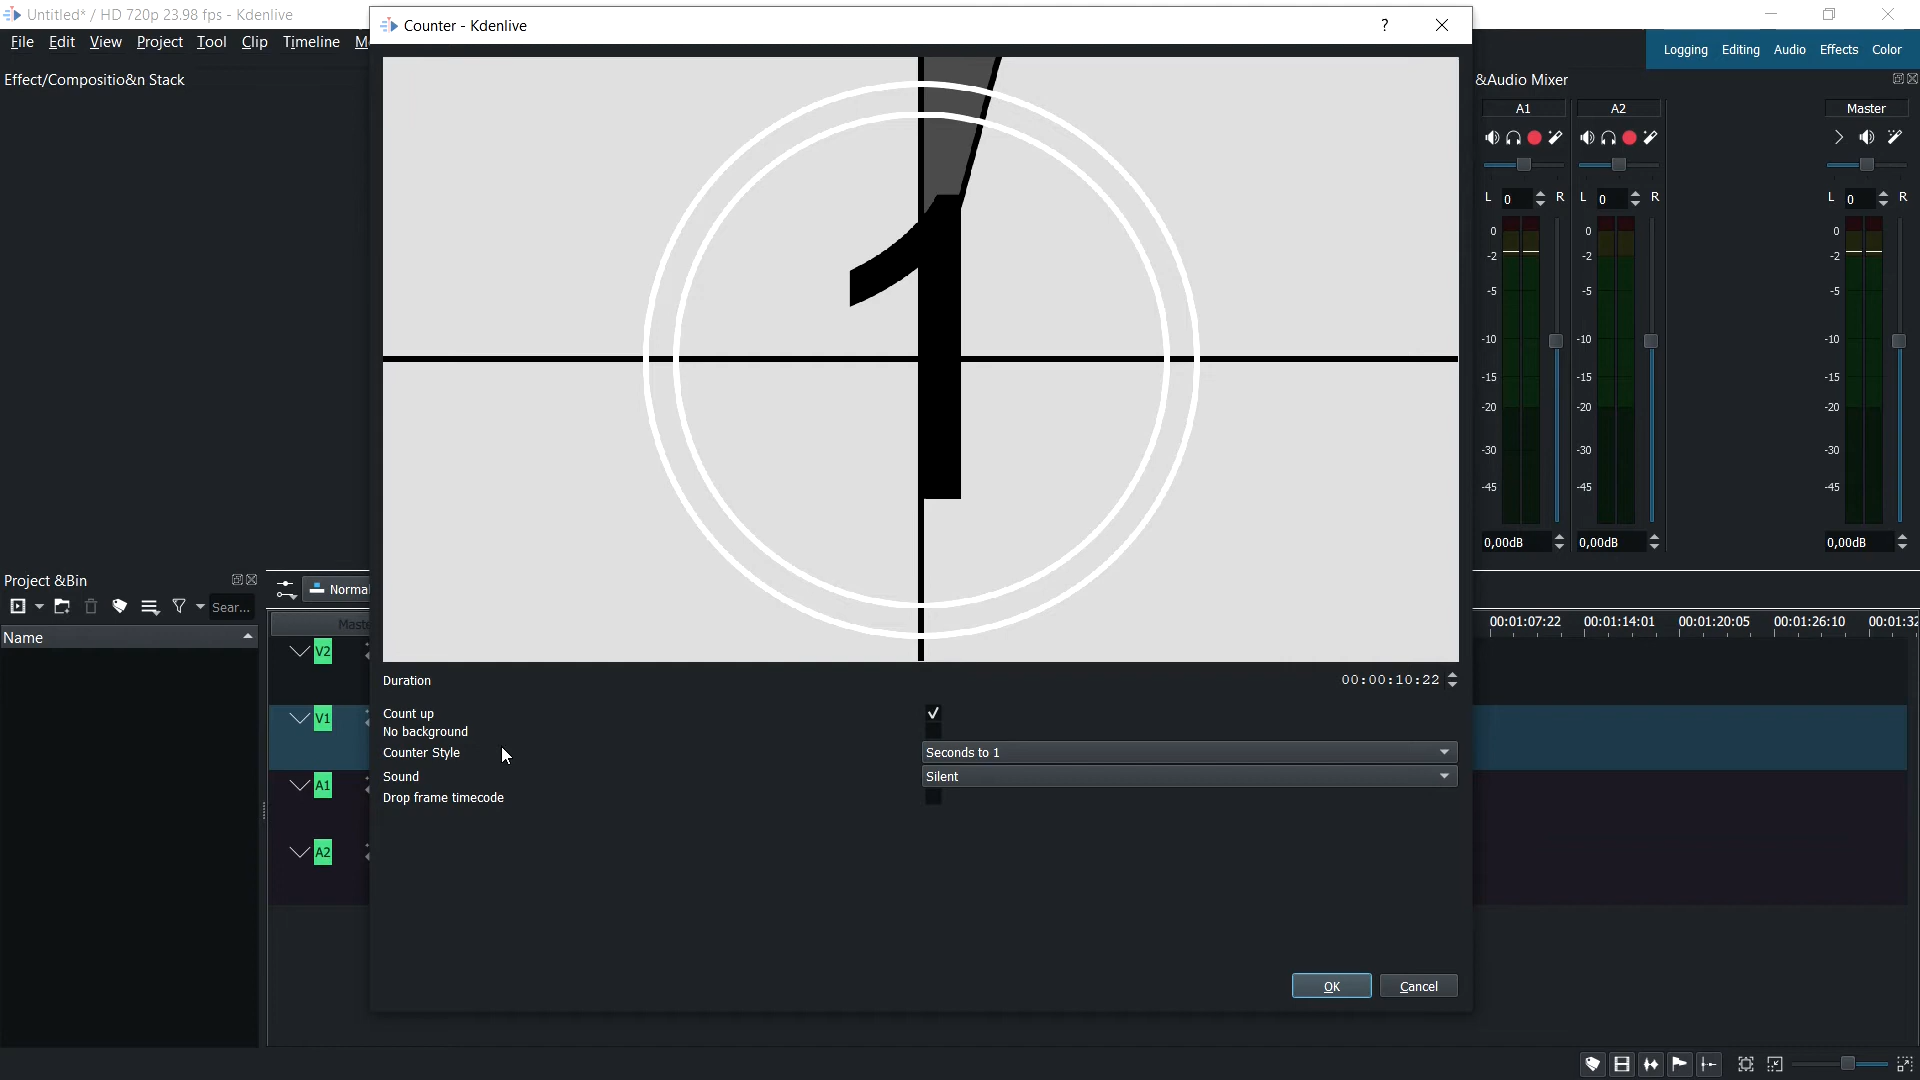 Untitled* / HD 720p 23.98 fps - Kdenlive
Counter - Kdenlive
?
File Edit View Project Tool Clip Timeline M
Logging Editing Audio Effects Color
Effect/Compositio&n Stack
&Audio Mixer
A1 A2 Master
L 0 R L 0 R L 0 R
0 0 0
-2 -2 -2
-5 -5 -5
-10 -10 -10
-15 -15 -15
-20 -20 -20
-30 -30 -30
-45 -45 -45
0,00dB 0,00dB 0,00dB
1
Project &Bin
Normal
Sear...
Name
Maste
00:01:07:22 00:01:14:01 00:01:20:05 00:01:26:10 00:01:32
V2
V1
A1
A2
Duration 00:00:10:22
Count up
No background
Counter Style Seconds to 1
Sound Silent
Drop frame timecode
OK Cancel